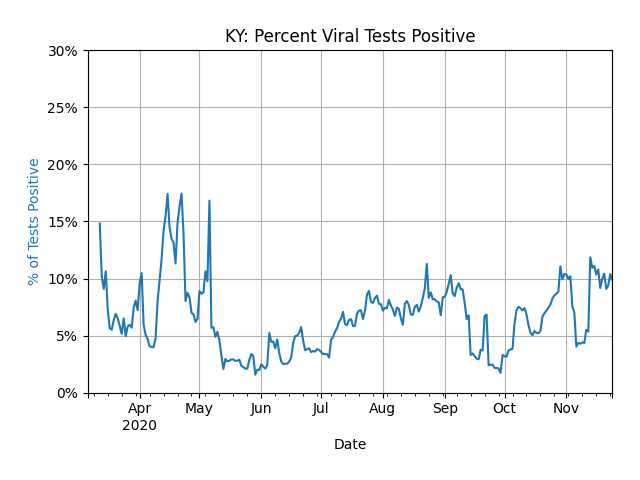 KY: Percent Viral Tests Positive
30%
25%
20%
15%
10%
5%
0%
% of Tests Positive
Apr May Jun Jul Aug Sep Oct Nov
2020
Date